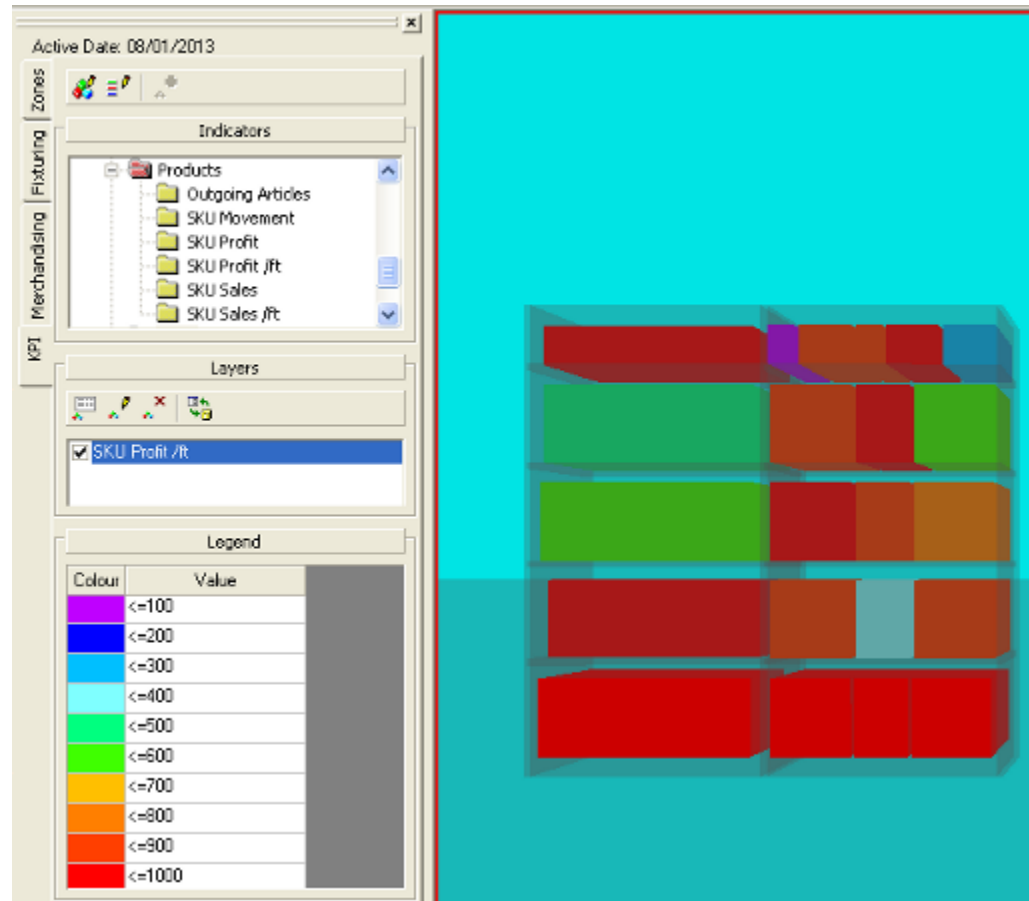 Active Date: 08/01/2013
Zones
Fixturing
Merchandising
KPI
Indicators
Products
Outgoing Articles
SKU Movement
SKU Profit
SKU Profit /ft
SKU Sales
SKU Sales /ft
Layers
SKU Profit /ft
Legend
Colour Value
<=100
<=200
<=300
<=400
<=500
<=600
<=700
<=800
<=900
<=1000